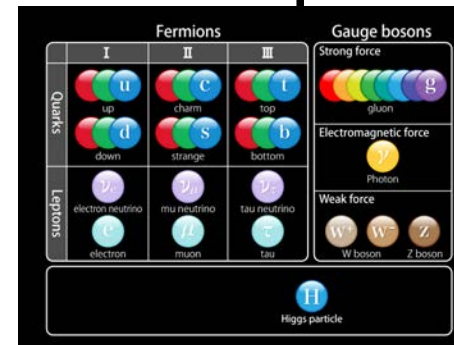 Fermions
I II III
Quarks
u c t
up charm top
d s b
down strange bottom
Leptons
νe νμ ντ
electron neutrino mu neutrino tau neutrino
e μ τ
electron muon tau
Gauge bosons
Strong force
g
gluon
Electromagnetic force
γ
Photon
Weak force
W+ W- Z
W boson Z boson
H
Higgs particle